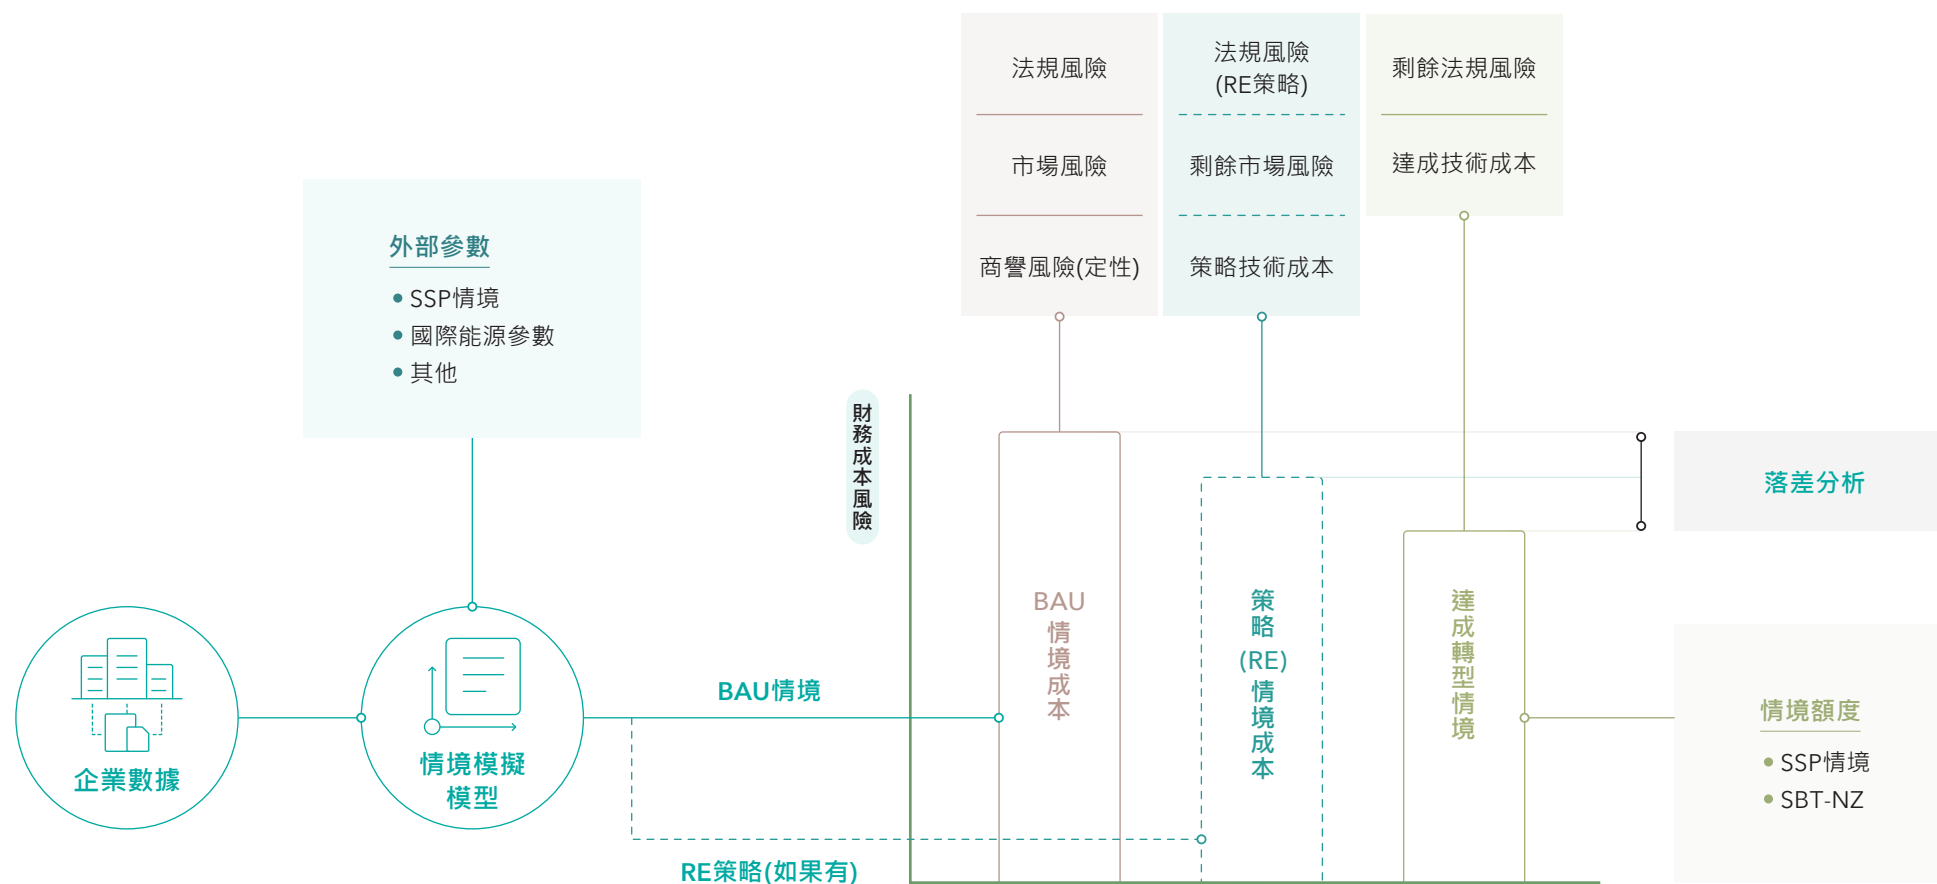 外部參數
SSP情境
國際能源參數
其他
企業數據
情境模擬
模型
BAU情境
RE策略(如果有)
財務成本風險
法規風險
市場風險
商譽風險(定性)
法規風險
(RE策略)
剩餘市場風險
策略技術成本
剩餘法規風險
達成技術成本
BAU
情境成本
策略
(RE)
情境成本
達成轉型情境
落差分析
情境額度
SSP情境
SBT-NZ